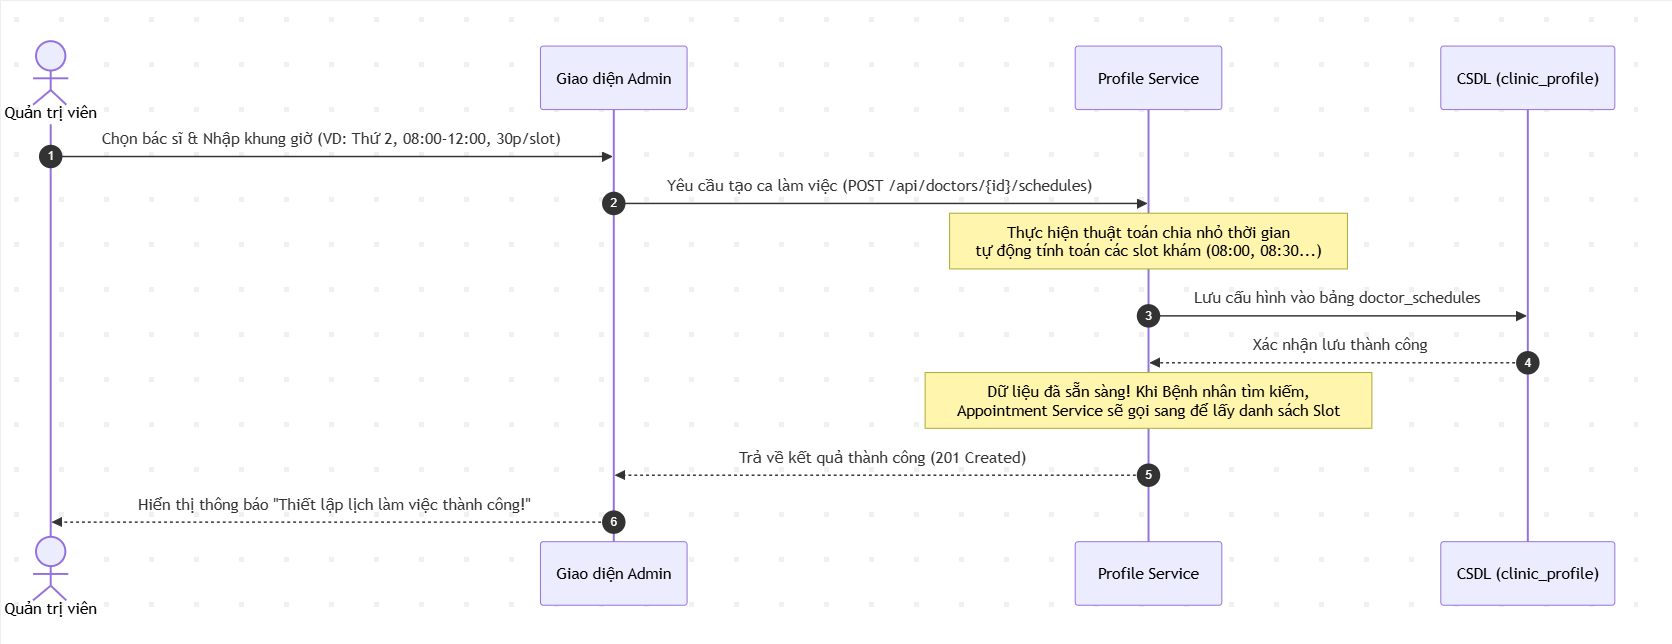 Quản trị viên
Giao diện Admin
Profile Service
CSDL (clinic_profile)
Chọn bác sĩ & Nhập khung giờ (VD: Thứ 2, 08:00-12:00, 30p/slot)
1
Yêu cầu tạo ca làm việc (POST /api/doctors/{id}/schedules)
2
Thực hiện thuật toán chia nhỏ thời gian
tự động tính toán các slot khám (08:00, 08:30...)
Lưu cấu hình vào bảng doctor_schedules
3
Xác nhận lưu thành công
4
Dữ liệu đã sẵn sàng! Khi Bệnh nhân tìm kiếm,
Appointment Service sẽ gọi sang để lấy danh sách Slot
Trả về kết quả thành công (201 Created)
5
Hiển thị thông báo "Thiết lập lịch làm việc thành công!"
6
Quản trị viên
Giao diện Admin
Profile Service
CSDL (clinic_profile)